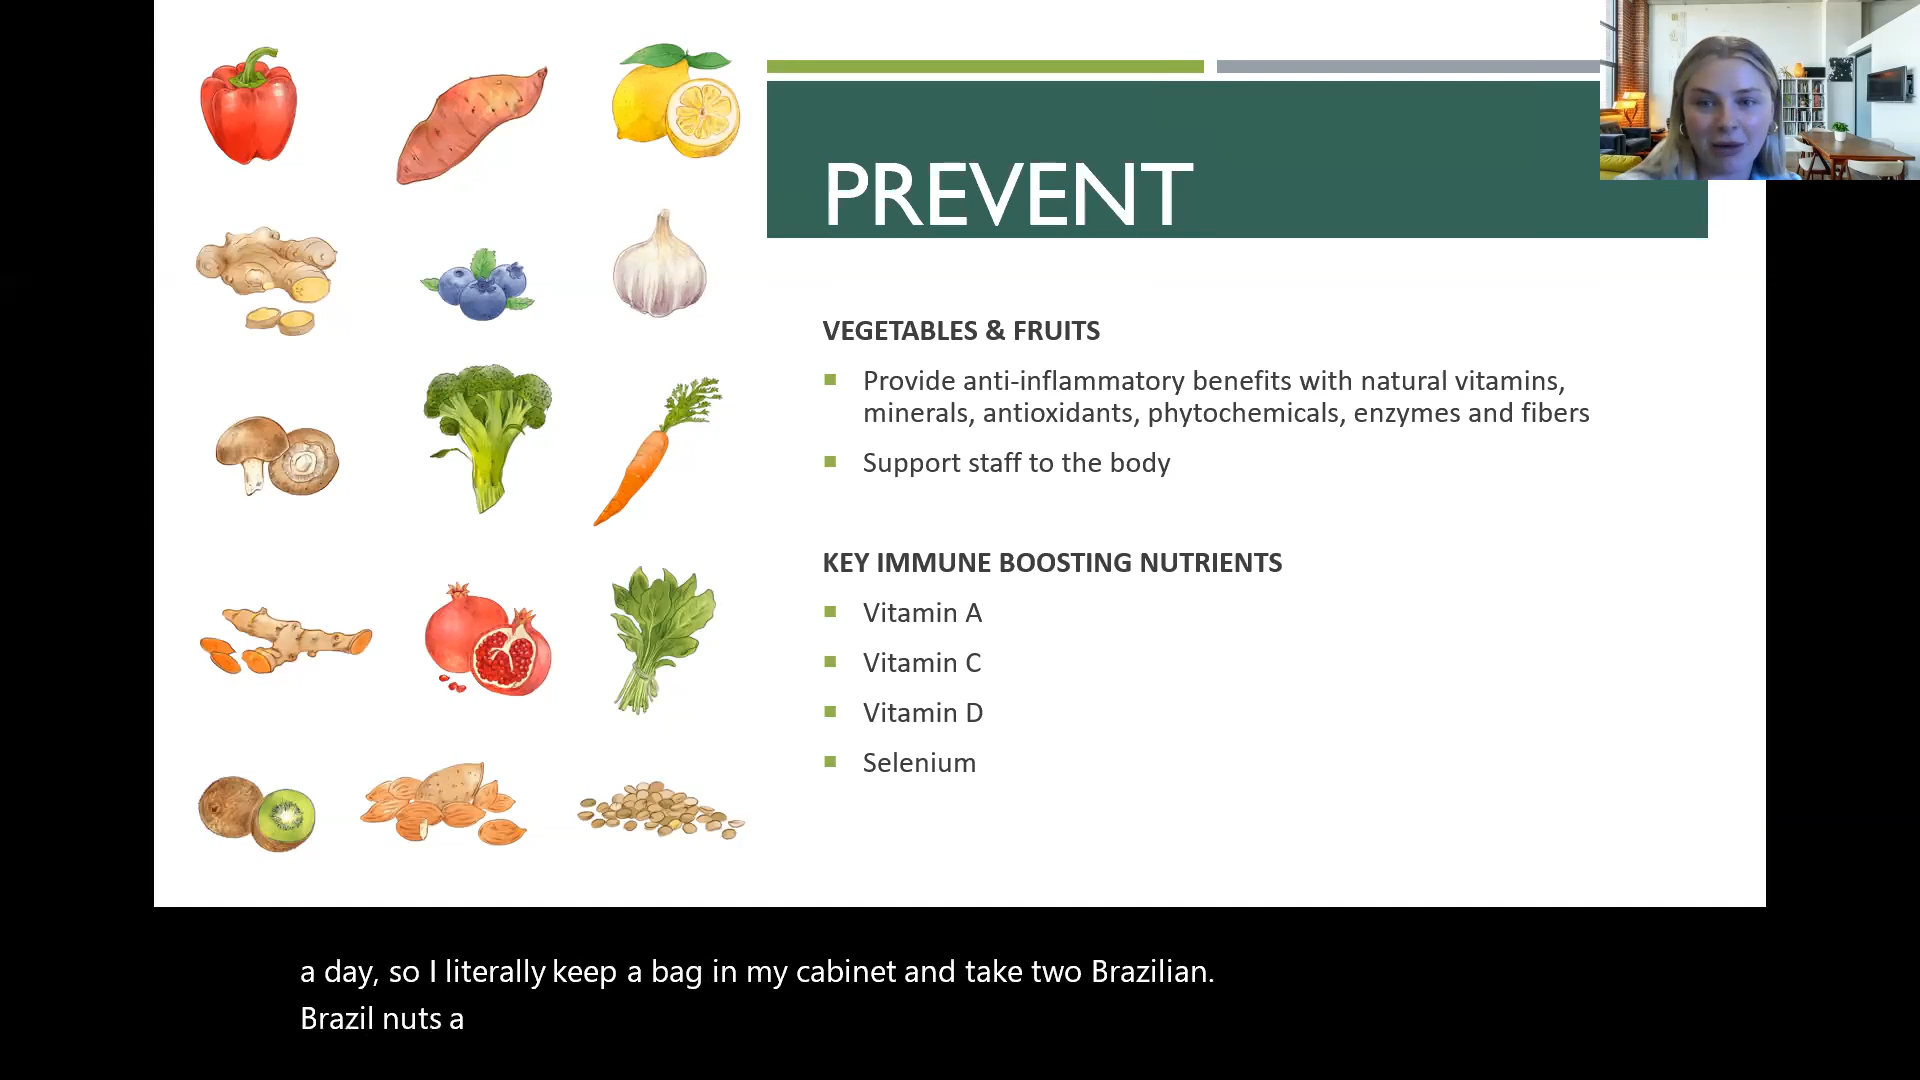 PREVENT
VEGETABLES & FRUITS
Provide anti-inflammatory benefits with natural vitamins,
minerals, antioxidants, phytochemicals, enzymes and fibers
Support staff to the body
KEY IMMUNE BOOSTING NUTRIENTS
Vitamin A
Vitamin C
Vitamin D
Selenium
a day, so I literally keep a bag in my cabinet and take two Brazilian.
Brazil nuts a